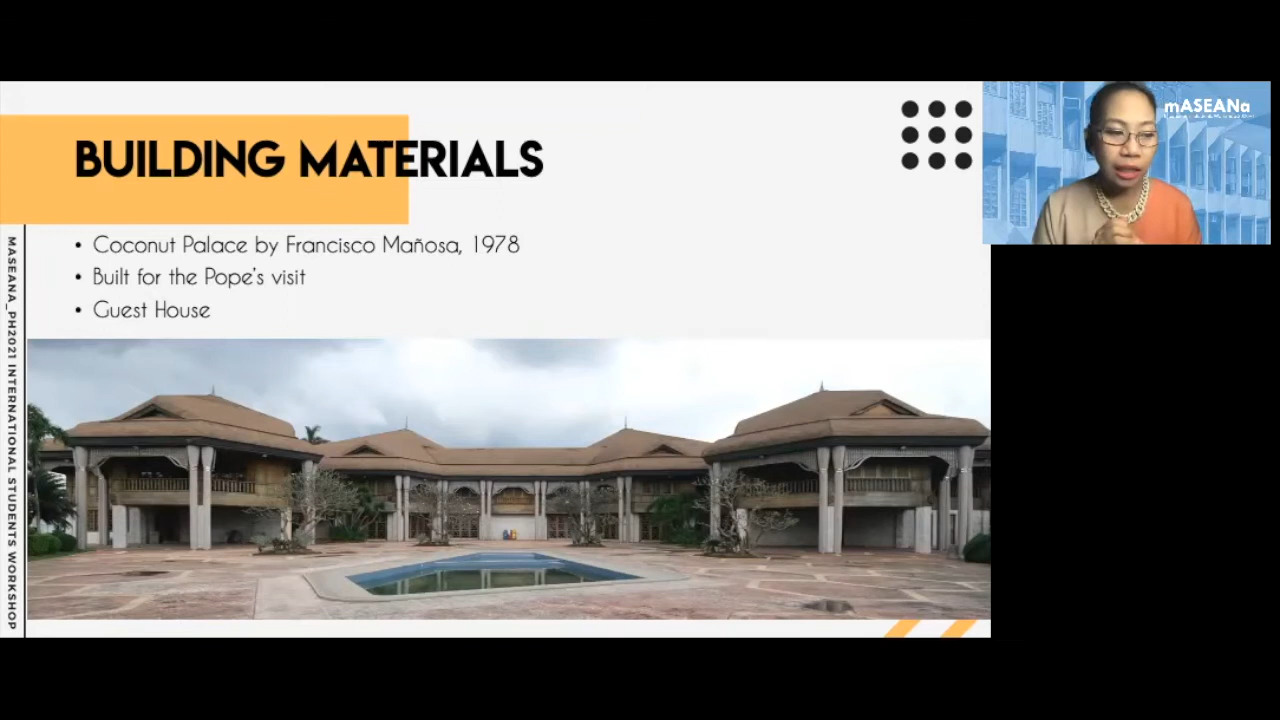 BUILDING MATERIALS
• Coconut Palace by Francisco Mañosa, 1978
• Built for the Pope's visit
• Guest House
MASEANA_PH2021 INTERNATIONAL STUDENTS WORKSHOP
mASEANa